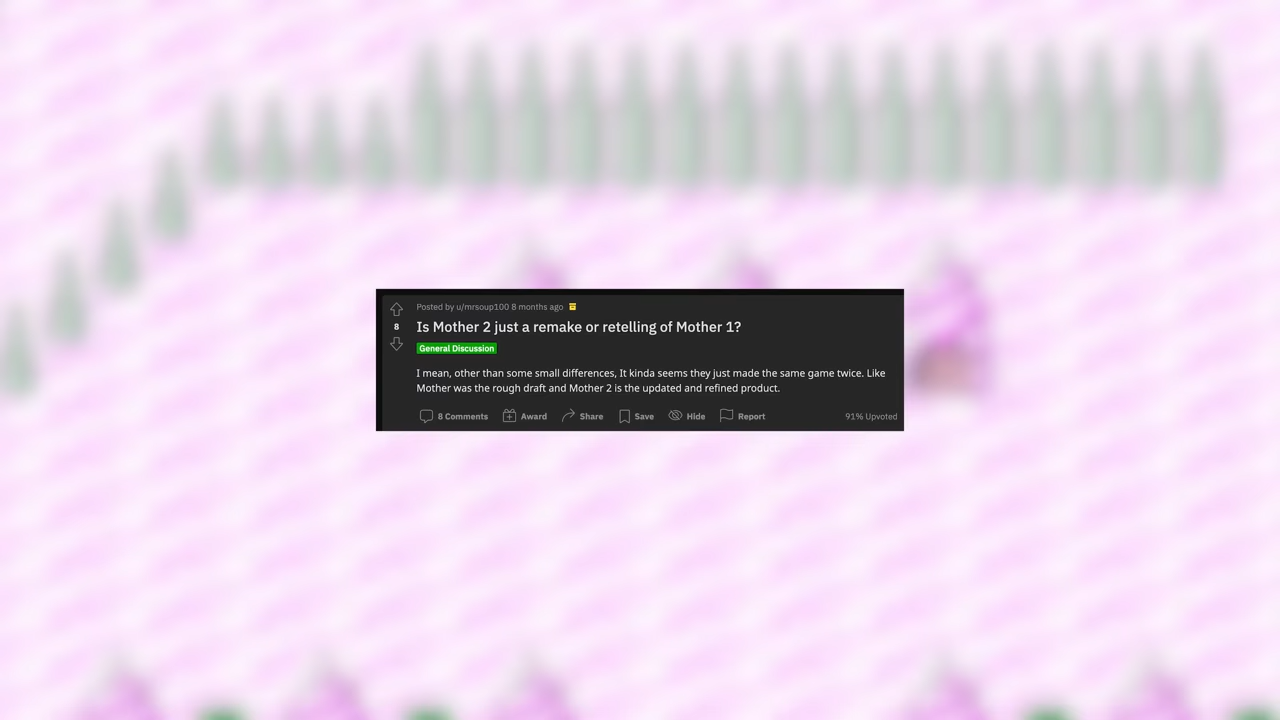 Posted by u/mrsoup100 8 months ago
8
Is Mother 2 just a remake or retelling of Mother 1?
General Discussion
I mean, other than some small differences, It kinda seems they just made the same game twice. Like
Mother was the rough draft and Mother 2 is the updated and refined product.
8 Comments Award Share Save Hide Report 91% Upvoted